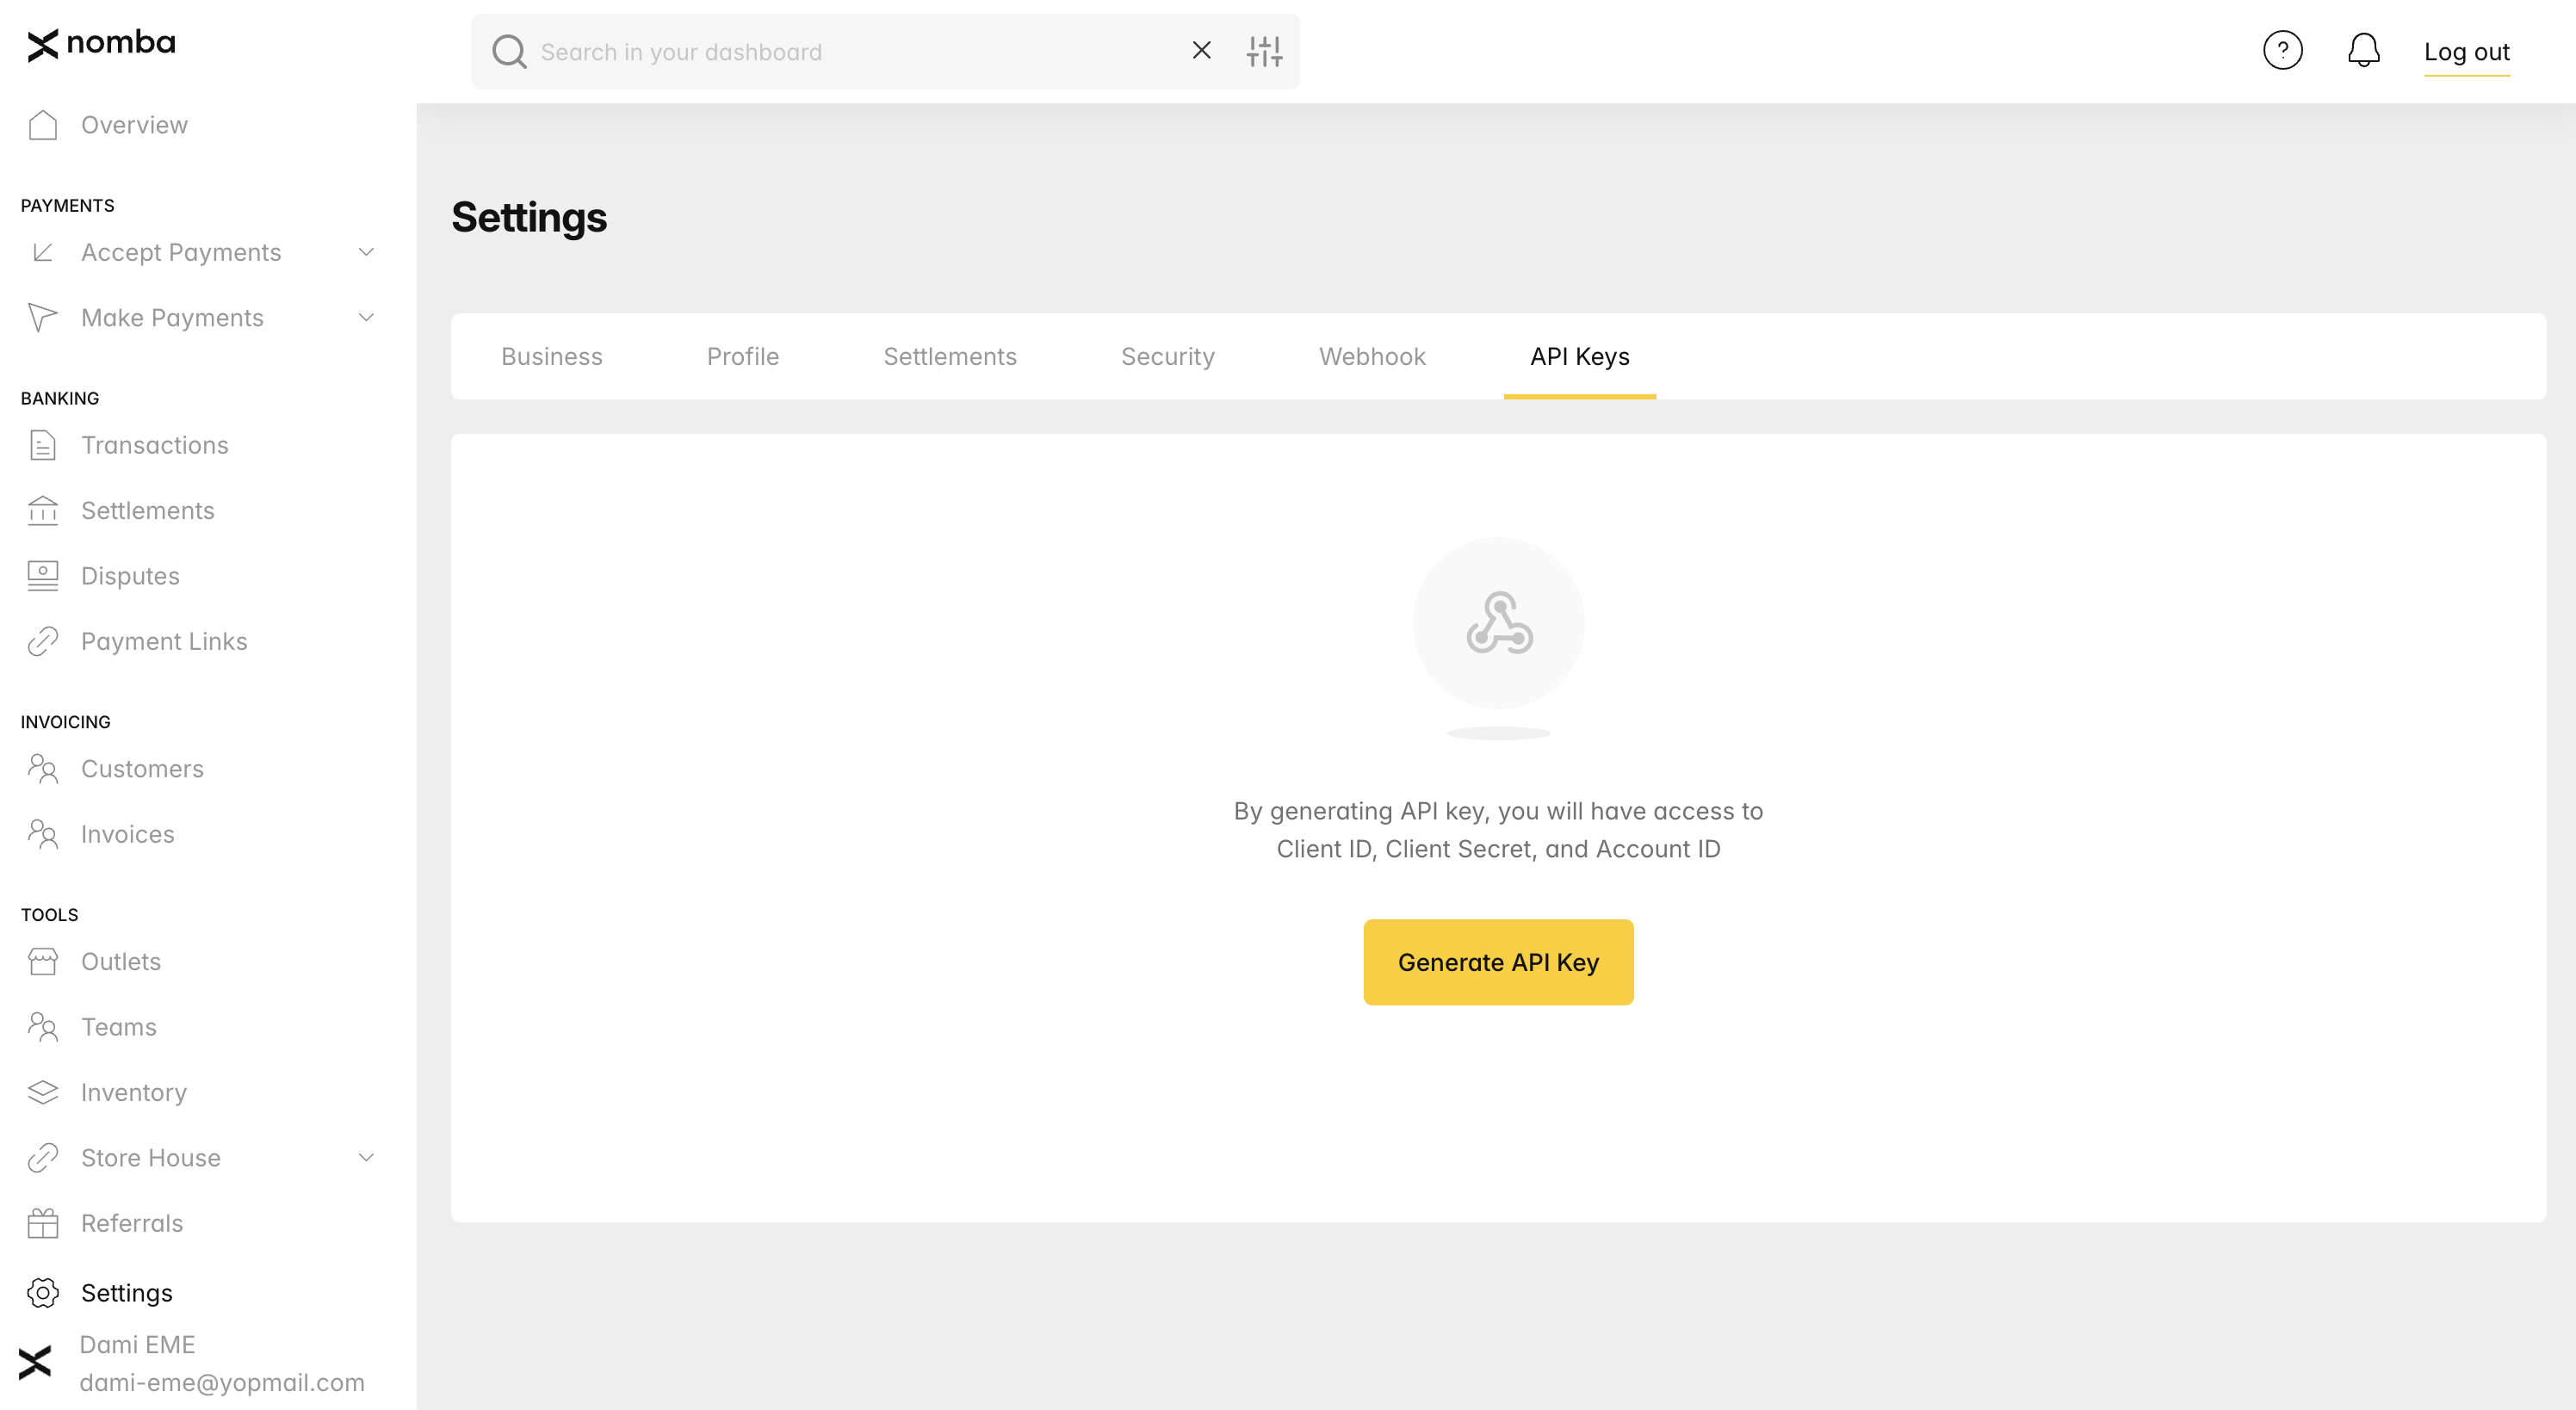 nomba
Search in your dashboard
?
Log out
Overview
PAYMENTS
Accept Payments
Make Payments
BANKING
Transactions
Settlements
Disputes
Payment Links
INVOICING
Customers
Invoices
TOOLS
Outlets
Teams
Inventory
Store House
Referrals
Settings
Dami EME
dami-eme@yopmail.com
Settings
Business
Profile
Settlements
Security
Webhook
API Keys
By generating API key, you will have access to
Client ID, Client Secret, and Account ID
Generate API Key